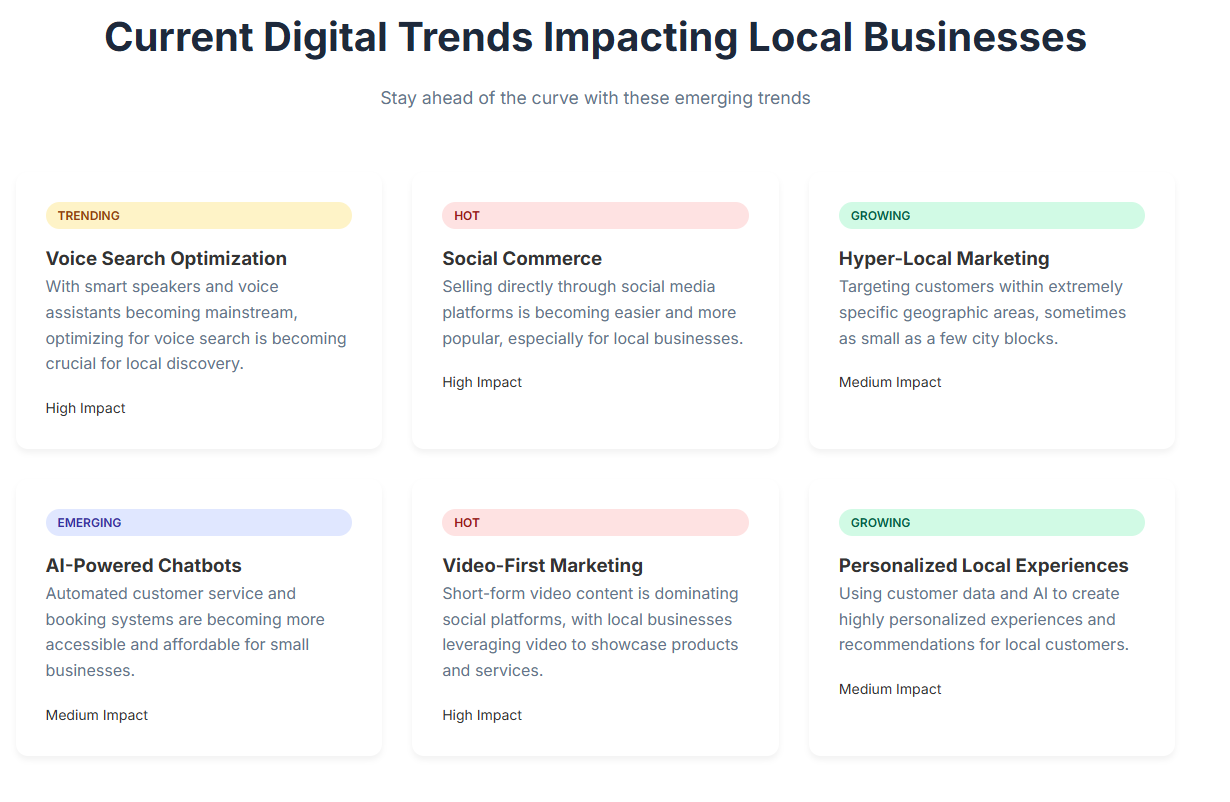 Current Digital Trends Impacting Local Businesses
Stay ahead of the curve with these emerging trends
TRENDING
Voice Search Optimization
With smart speakers and voice
assistants becoming mainstream,
optimizing for voice search is becoming
crucial for local discovery.
High Impact
HOT
Social Commerce
Selling directly through social media
platforms is becoming easier and more
popular, especially for local businesses.
High Impact
GROWING
Hyper-Local Marketing
Targeting customers within extremely
specific geographic areas, sometimes
as small as a few city blocks.
Medium Impact
EMERGING
AI-Powered Chatbots
Automated customer service and
booking systems are becoming more
accessible and affordable for small
businesses.
Medium Impact
HOT
Video-First Marketing
Short-form video content is dominating
social platforms, with local businesses
leveraging video to showcase products
and services.
High Impact
GROWING
Personalized Local Experiences
Using customer data and AI to create
highly personalized experiences and
recommendations for local customers.
Medium Impact